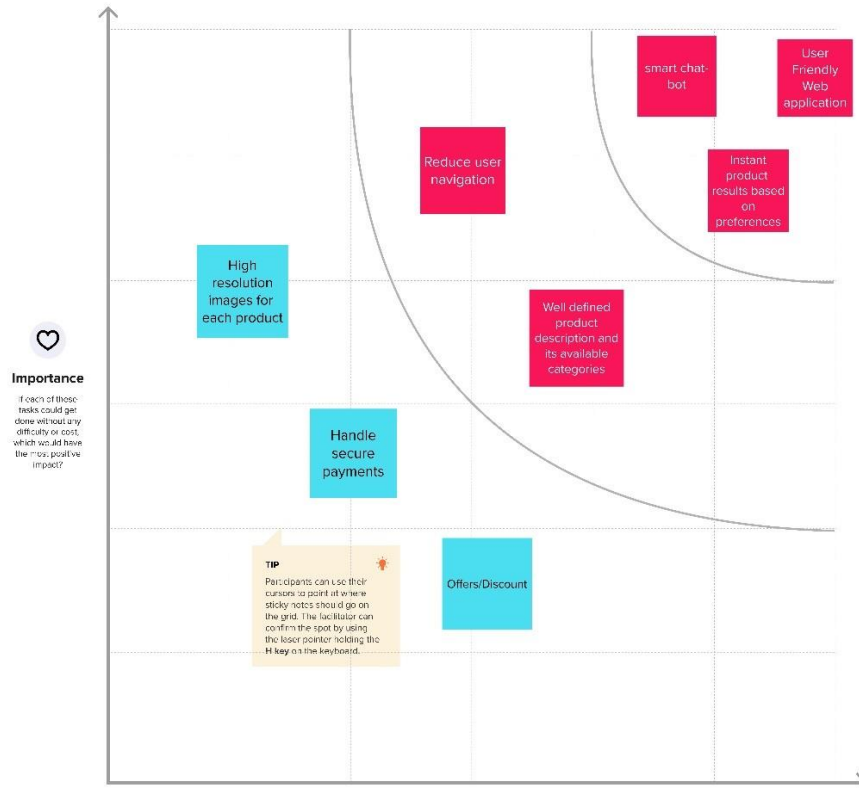 smart chat-
bot
User
Friendly
Web
application
Reduce user
navigation
Instant
product
results based
on
preferences
High
resolution
images for
each product
Well defined
product
description and
its available
categories
Importance
If each of these
tasks could get
done without any
difficulty or cost,
which would have
the most positive
impact?
Handle
secure
payments
TIP
Participants can use their
cursors to point at where
sticky notes should go on
the grid. The facilitator can
confirm the spot by using
the laser pointer holding the
H key on the keyboard.
Offers/Discount